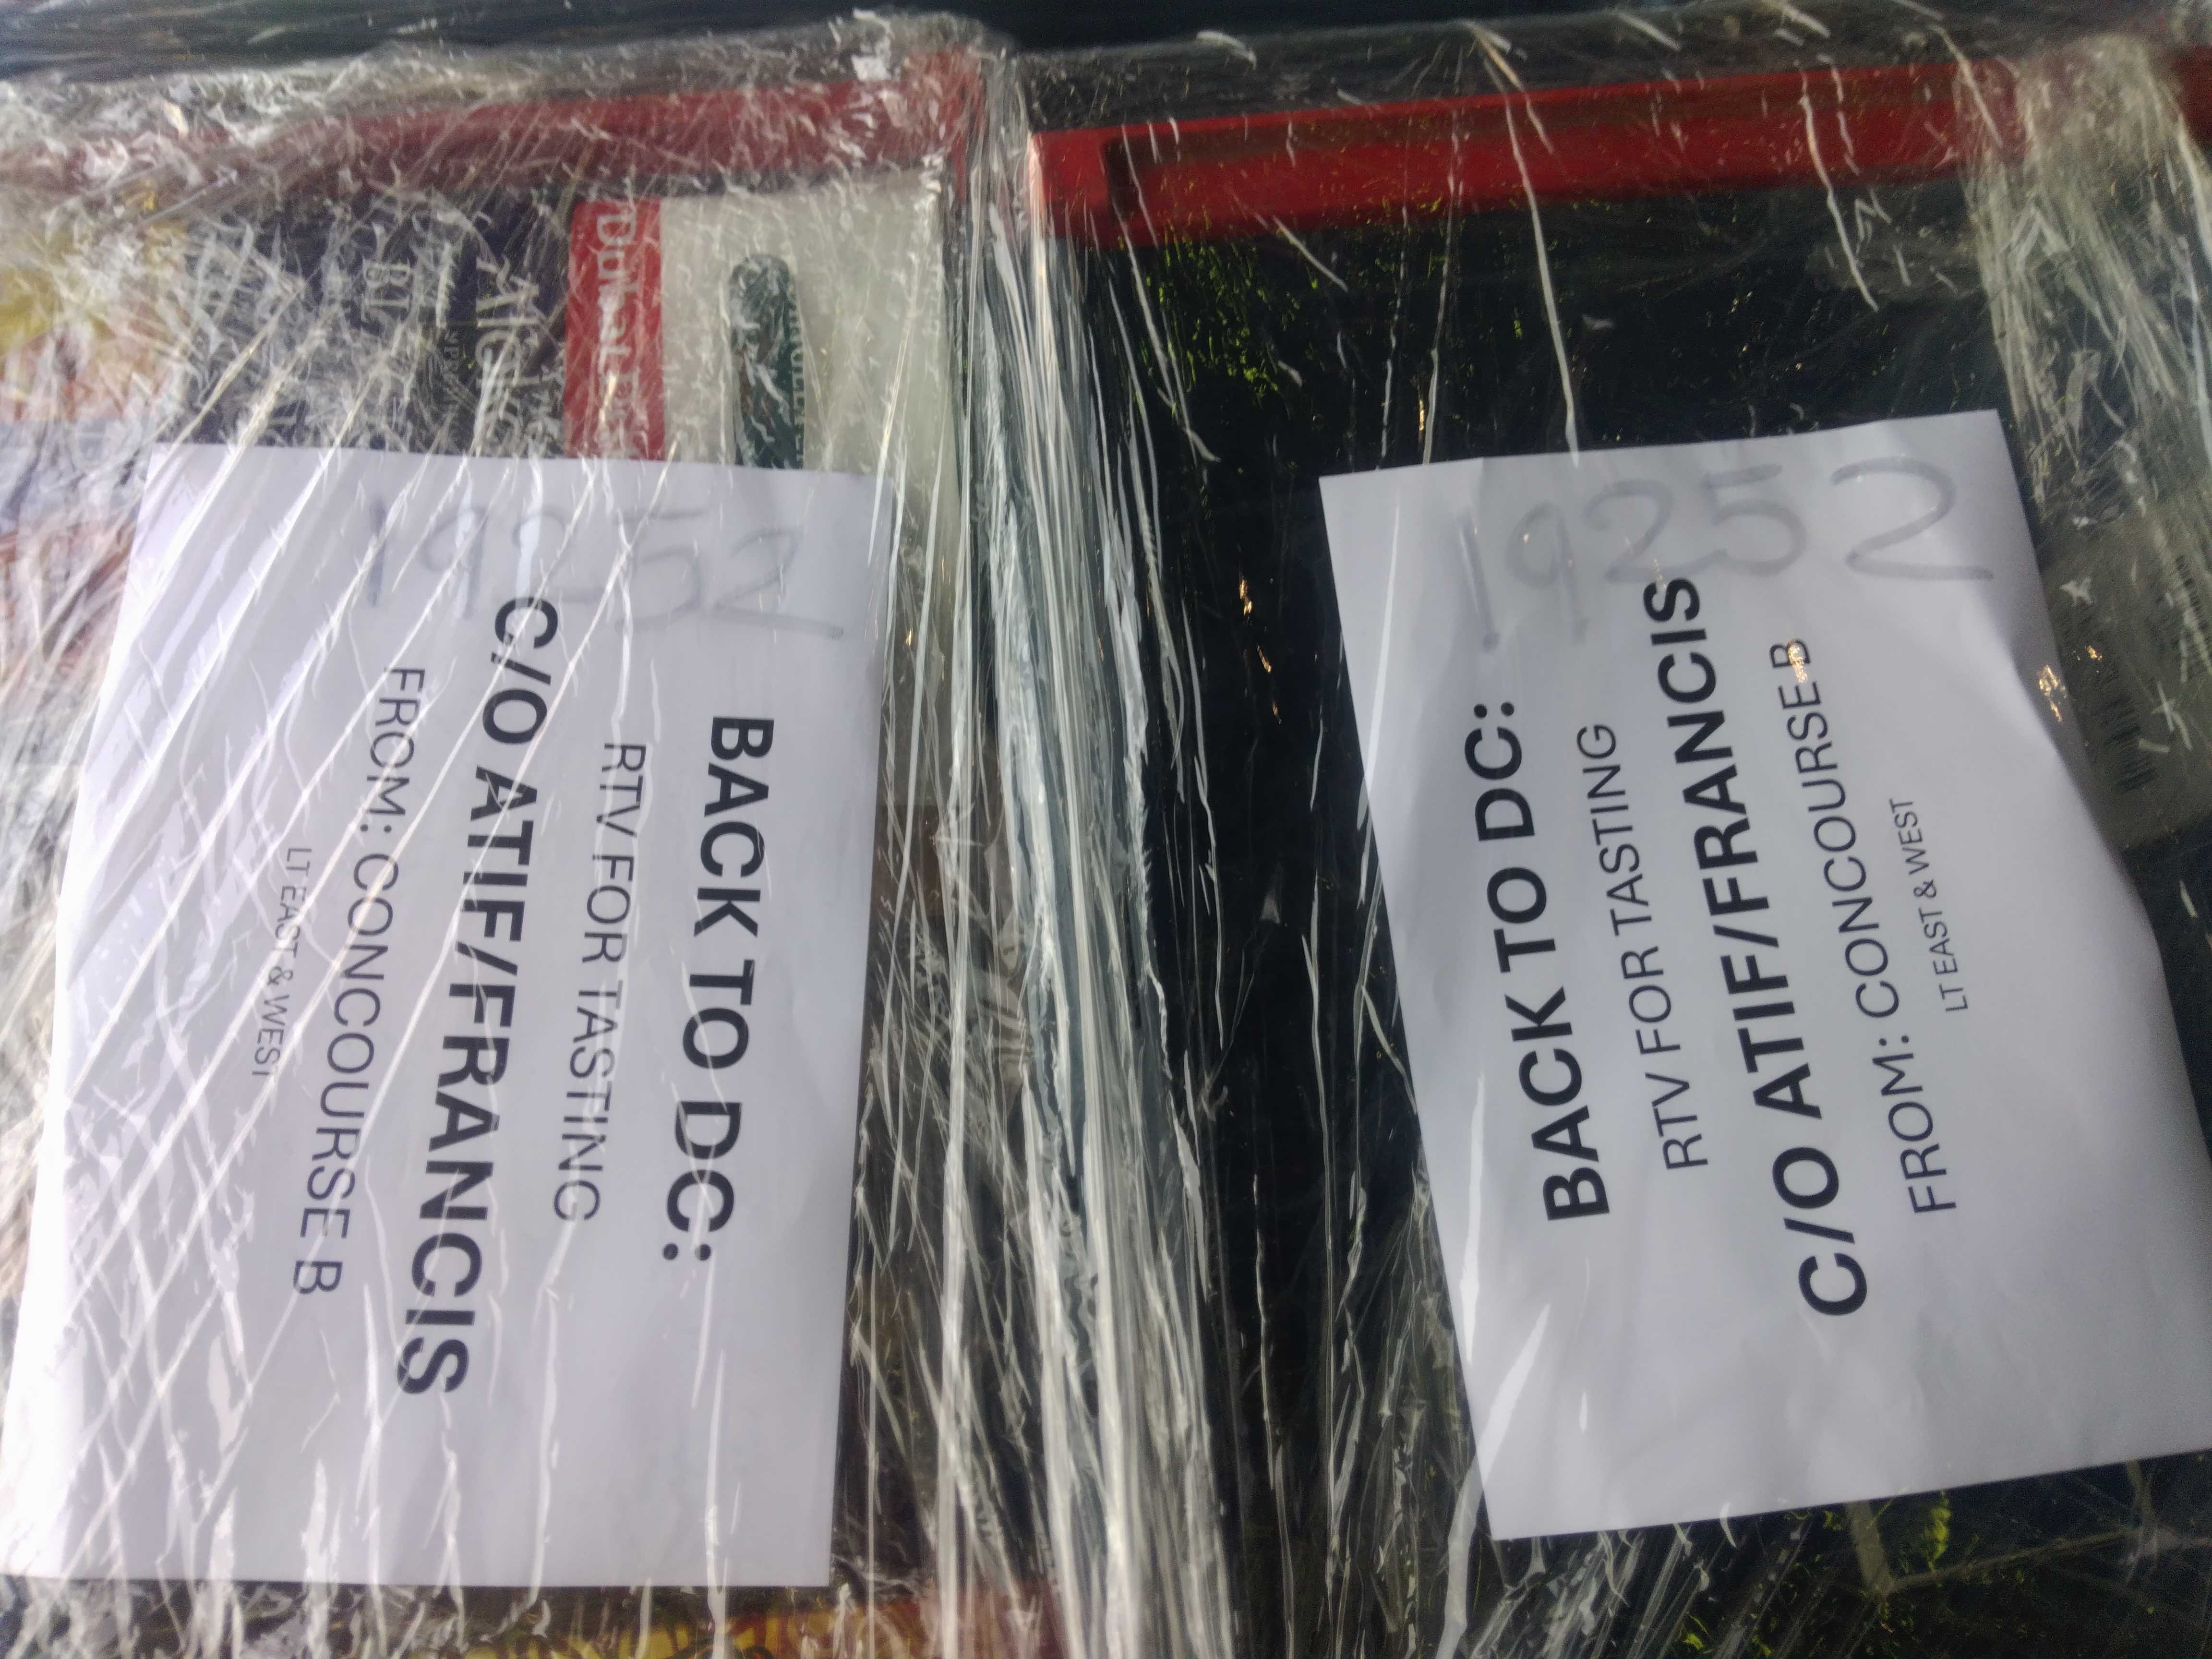 19252
BACK TO DC:
RTV FOR TASTING
C/O ATIF/FRANCIS
FROM: CONCOURSE B
LT EAST & WEST
19252
BACK TO DC:
RTV FOR TASTING
C/O ATIF/FRANCIS
FROM: CONCOURSE B
LT EAST & WEST